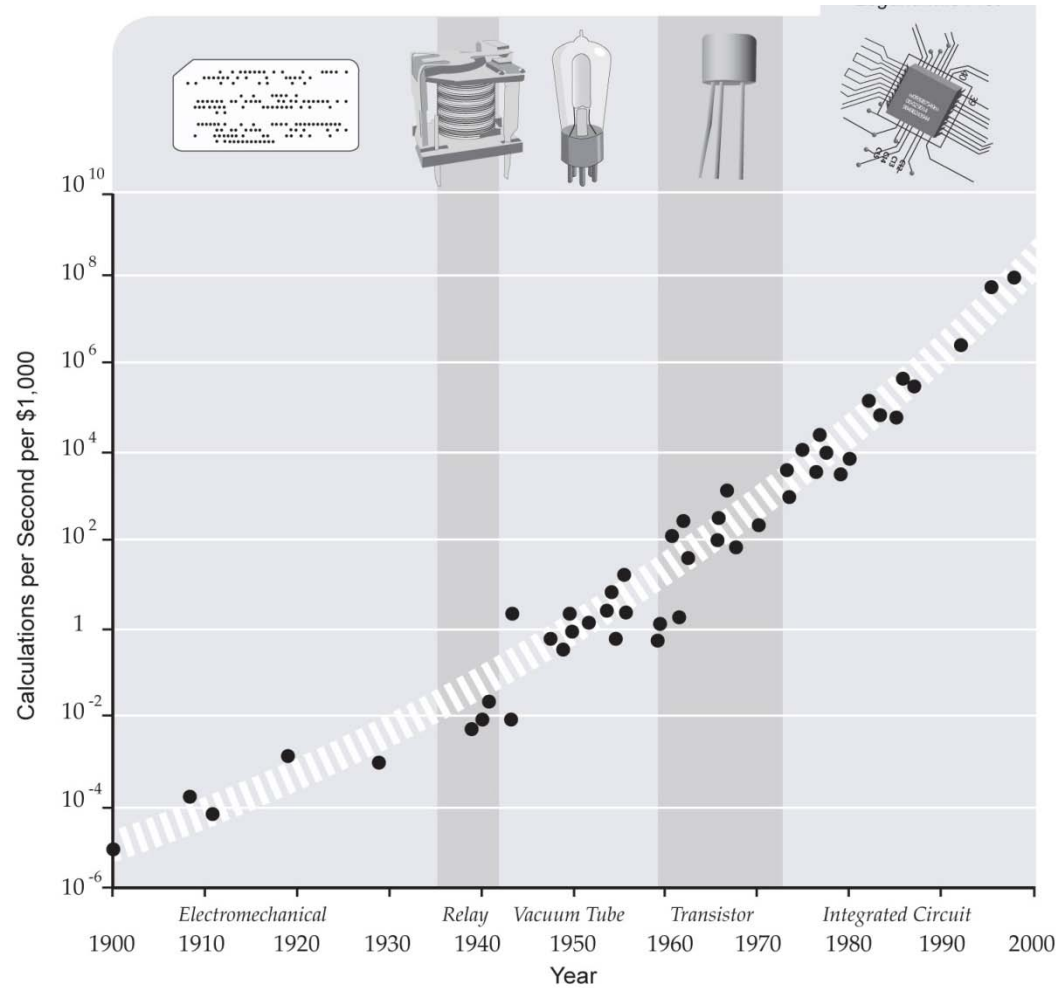 10^10
10^8
10^6
10^4
10^2
1
10^-2
10^-4
10^-6
Calculations per Second per $1,000
Electromechanical Relay Vacuum Tube Transistor Integrated Circuit
1900 1910 1920 1930 1940 1950 1960 1970 1980 1990 2000
Year